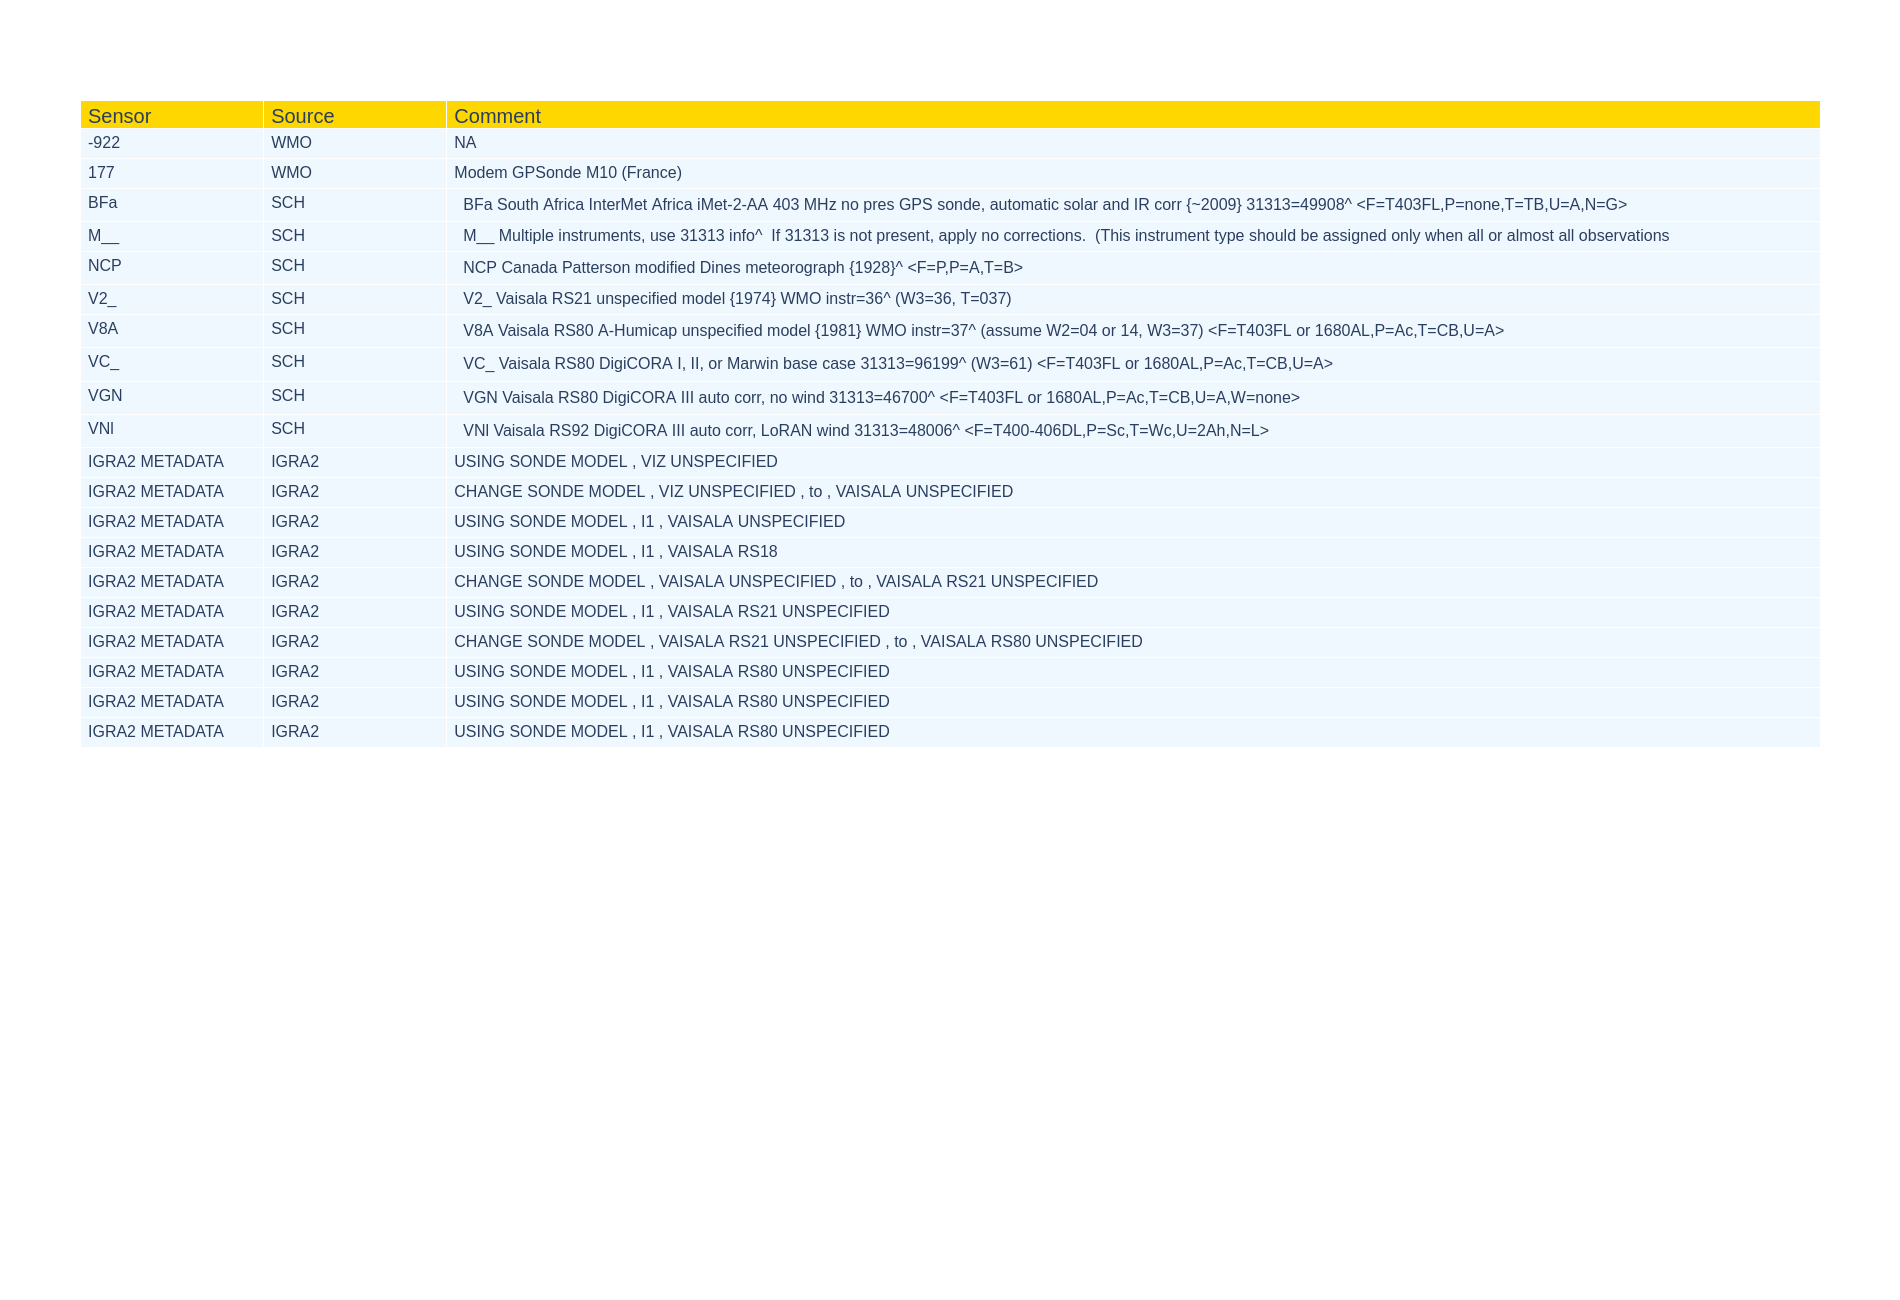 Sensor Source Comment
-922 WMO NA
177 WMO Modem GPSonde M10 (France)
BFa SCH BFa South Africa InterMet Africa iMet-2-AA 403 MHz no pres GPS sonde, automatic solar and IR corr {~2009} 31313=49908^ <F=T403FL,P=none,T=TB,U=A,N=G>
M__ SCH M__ Multiple instruments, use 31313 info^  If 31313 is not present, apply no corrections.  (This instrument type should be assigned only when all or almost all observations
NCP SCH NCP Canada Patterson modified Dines meteorograph {1928}^ <F=P,P=A,T=B>
V2_ SCH V2_ Vaisala RS21 unspecified model {1974} WMO instr=36^ (W3=36, T=037)
V8A SCH V8A Vaisala RS80 A-Humicap unspecified model {1981} WMO instr=37^ (assume W2=04 or 14, W3=37) <F=T403FL or 1680AL,P=Ac,T=CB,U=A>
VC_ SCH VC_ Vaisala RS80 DigiCORA I, II, or Marwin base case 31313=96199^ (W3=61) <F=T403FL or 1680AL,P=Ac,T=CB,U=A>
VGN SCH VGN Vaisala RS80 DigiCORA III auto corr, no wind 31313=46700^ <F=T403FL or 1680AL,P=Ac,T=CB,U=A,W=none>
VNl SCH VNl Vaisala RS92 DigiCORA III auto corr, LoRAN wind 31313=48006^ <F=T400-406DL,P=Sc,T=Wc,U=2Ah,N=L>
IGRA2 METADATA IGRA2 USING SONDE MODEL , VIZ UNSPECIFIED
IGRA2 METADATA IGRA2 CHANGE SONDE MODEL , VIZ UNSPECIFIED , to , VAISALA UNSPECIFIED
IGRA2 METADATA IGRA2 USING SONDE MODEL , I1 , VAISALA UNSPECIFIED
IGRA2 METADATA IGRA2 USING SONDE MODEL , I1 , VAISALA RS18
IGRA2 METADATA IGRA2 CHANGE SONDE MODEL , VAISALA UNSPECIFIED , to , VAISALA RS21 UNSPECIFIED
IGRA2 METADATA IGRA2 USING SONDE MODEL , I1 , VAISALA RS21 UNSPECIFIED
IGRA2 METADATA IGRA2 CHANGE SONDE MODEL , VAISALA RS21 UNSPECIFIED , to , VAISALA RS80 UNSPECIFIED
IGRA2 METADATA IGRA2 USING SONDE MODEL , I1 , VAISALA RS80 UNSPECIFIED
IGRA2 METADATA IGRA2 USING SONDE MODEL , I1 , VAISALA RS80 UNSPECIFIED
IGRA2 METADATA IGRA2 USING SONDE MODEL , I1 , VAISALA RS80 UNSPECIFIED